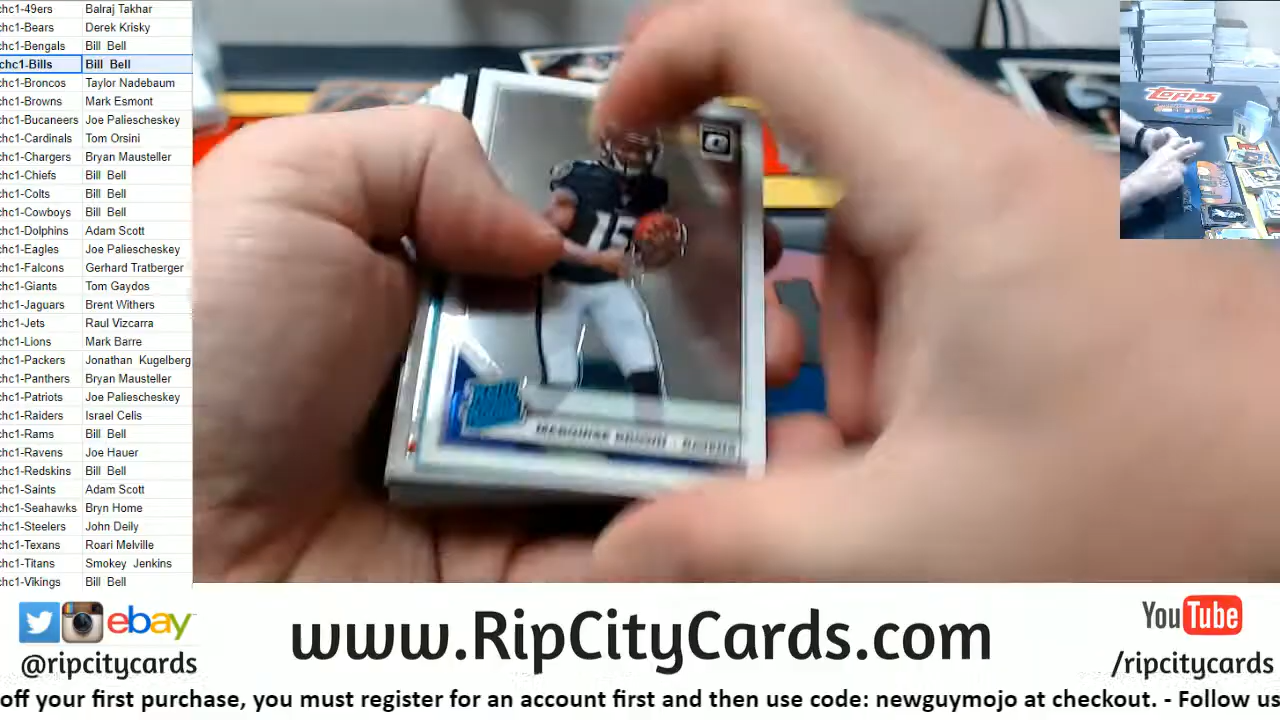 chc1-49ers Balraj Takhar
chc1-Bears Derek Krisky
chc1-Bengals Bill Bell
chc1-Bills Bill Bell
chc1-Broncos Taylor Nadebaum
chc1-Browns Mark Esmont
chc1-Bucaneers Joe Paliescheskey
chc1-Cardinals Tom Orsini
chc1-Chargers Bryan Mausteller
chc1-Chiefs Bill Bell
chc1-Colts Bill Bell
chc1-Cowboys Bill Bell
chc1-Dolphins Adam Scott
chc1-Eagles Joe Paliescheskey
chc1-Falcons Gerhard Tratberger
chc1-Giants Tom Gaydos
chc1-Jaguars Brent Withers
chc1-Jets Raul Vizcarra
chc1-Lions Mark Barre
chc1-Packers Jonathan Kugelberg
chc1-Panthers Bryan Mausteller
chc1-Patriots Joe Paliescheskey
chc1-Raiders Israel Celis
chc1-Rams Bill Bell
chc1-Ravens Joe Hauer
chc1-Redskins Bill Bell
chc1-Saints Adam Scott
chc1-Seahawks Bryn Home
chc1-Steelers John Deily
chc1-Texans Roari Melville
chc1-Titans Smokey Jenkins
chc1-Vikings Bill Bell
15
TOPPS
ebay
@ripcitycards
www.RipCityCards.com
YouTube
/ripcitycards
off your first purchase, you must register for an account first and then use code: newguymojo at checkout. - Follow us